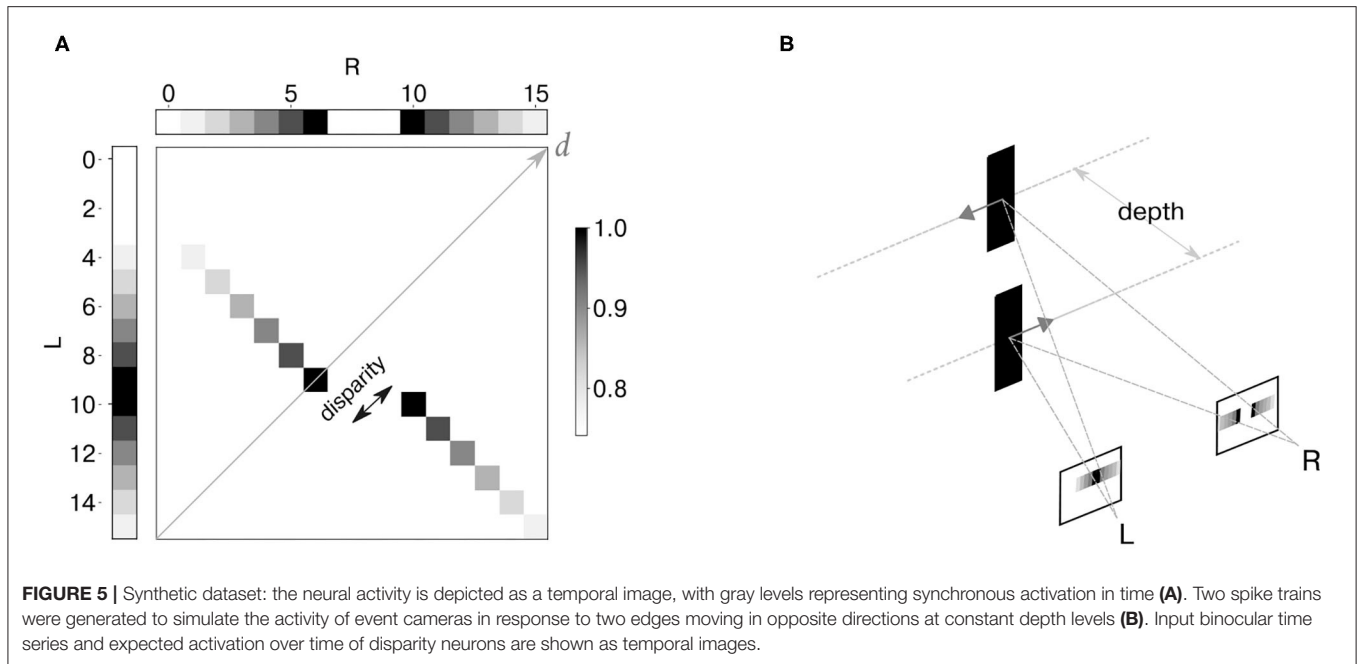 A
B
R
0 5 10 15
d
0-
2-
4-
6-
L
8-
10-
12-
14-
disparity
1.0
0.9
0.8
depth
R
L
FIGURE 5 | Synthetic dataset: the neural activity is depicted as a temporal image, with gray levels representing synchronous activation in time (A). Two spike trains
were generated to simulate the activity of event cameras in response to two edges moving in opposite directions at constant depth levels (B). Input binocular time
series and expected activation over time of disparity neurons are shown as temporal images.